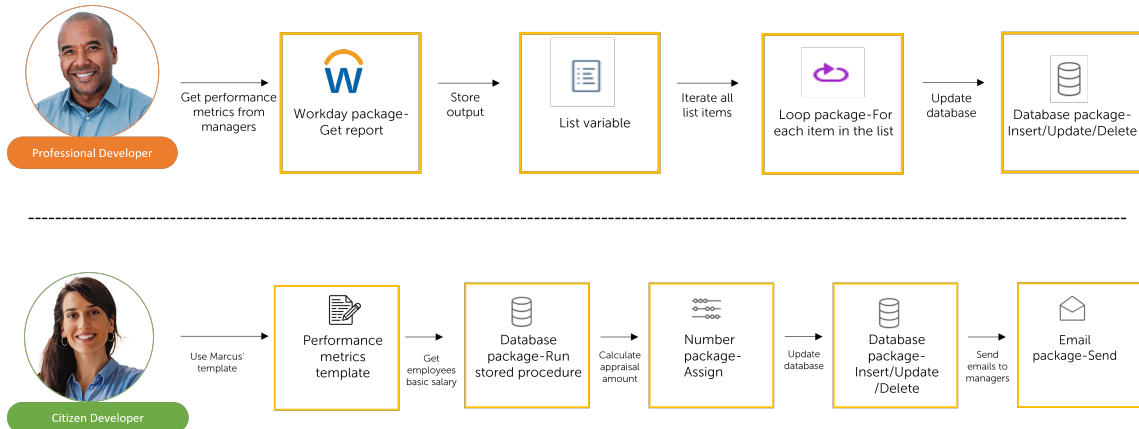 Get performance
metrics from
managers
Workday package-
Get report
Store
output
List variable
Iterate all
list items
Loop package-For
each item in the list
Update
database
Database package-
Insert/Update/Delete
Professional Developer
Use Marcus'
template
Performance
metrics
template
Get
employees
basic salary
Database
package-Run
stored procedure
Calculate
appraisal
amount
Number
package-
Assign
Update
database
Database
package-
Insert/Update
/Delete
Send
emails to
managers
Email
package-Send
Citizen Developer